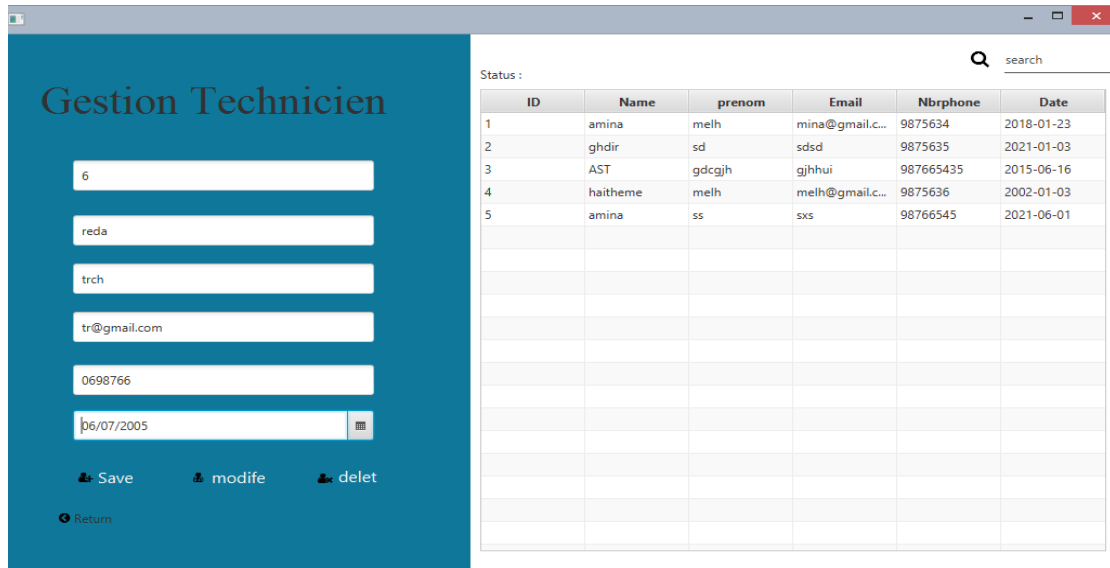 Gestion Technicien
6
reda
trch
tr@gmail.com
0698766
06/07/2005
Save modife delet
Return
search
Status :
ID Name prenom Email Nbrphone Date
1 amina melh mina@gmail.c... 9875634 2018-01-23
2 ghdir sd sdsd 9875635 2021-01-03
3 AST gdcgjh gjhhui 987665435 2015-06-16
4 haitheme melh melh@gmail.c... 9875636 2002-01-03
5 amina ss sxs 98766545 2021-06-01